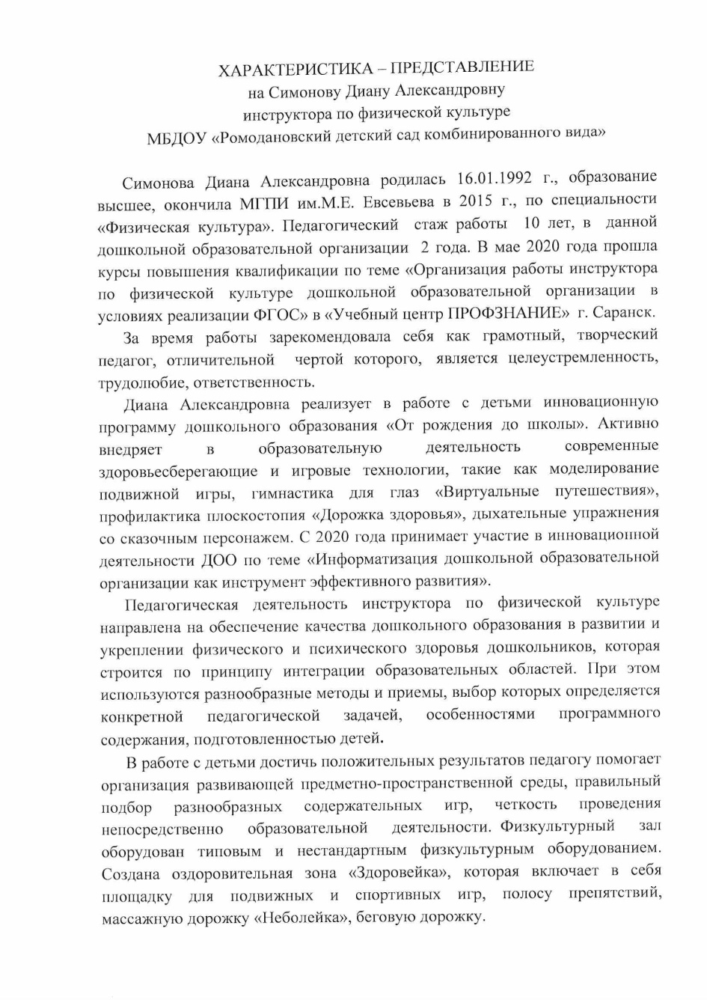 ХАРАКТЕРИСТИКА – ПРЕДСТАВЛЕНИЕ
на Симонову Диану Александровну
инструктора по физической культуре
МБДОУ «Ромодановский детский сад комбинированного вида»
Симонова Диана Александровна родилась 16.01.1992 г., образование
высшее, окончила МГПИ им.М.Е. Евсевьева в 2015 г., по специальности
«Физическая культура». Педагогический стаж работы 10 лет, в данной
дошкольной образовательной организации 2 года. В мае 2020 года прошла
курсы повышения квалификации по теме «Организация работы инструктора
по физической культуре дошкольной образовательной организации в
условиях реализации ФГОС» в «Учебный центр ПРОФЗНАНИЕ» г. Саранск.
За время работы зарекомендовала себя как грамотный, творческий
педагог, отличительной чертой которого, является целеустремленность,
трудолюбие, ответственность.
Диана Александровна реализует в работе с детьми инновационную
программу дошкольного образования «От рождения до школы». Активно
внедряет в образовательную деятельность современные
здоровьесберегающие и игровые технологии, такие как моделирование
подвижной игры, гимнастика для глаз «Виртуальные путешествия»,
профилактика плоскостопия «Дорожка здоровья», дыхательные упражнения
со сказочным персонажем. С 2020 года принимает участие в инновационной
деятельности ДОО по теме «Информатизация дошкольной образовательной
организации как инструмент эффективного развития».
Педагогическая деятельность инструктора по физической культуре
направлена на обеспечение качества дошкольного образования в развитии и
укреплении физического и психического здоровья дошкольников, которая
строится по принципу интеграции образовательных областей. При этом
используются разнообразные методы и приемы, выбор которых определяется
конкретной педагогической задачей, особенностями программного
содержания, подготовленностью детей.
В работе с детьми достичь положительных результатов педагогу помогает
организация развивающей предметно-пространственной среды, правильный
подбор разнообразных содержательных игр, четкость проведения
непосредственно образовательной деятельности. Физкультурный зал
оборудован типовым и нестандартным физкультурным оборудованием.
Создана оздоровительная зона «Здоровейка», которая включает в себя
площадку для подвижных и спортивных игр, полосу препятствий,
массажную дорожку «Неболейка», беговую дорожку.